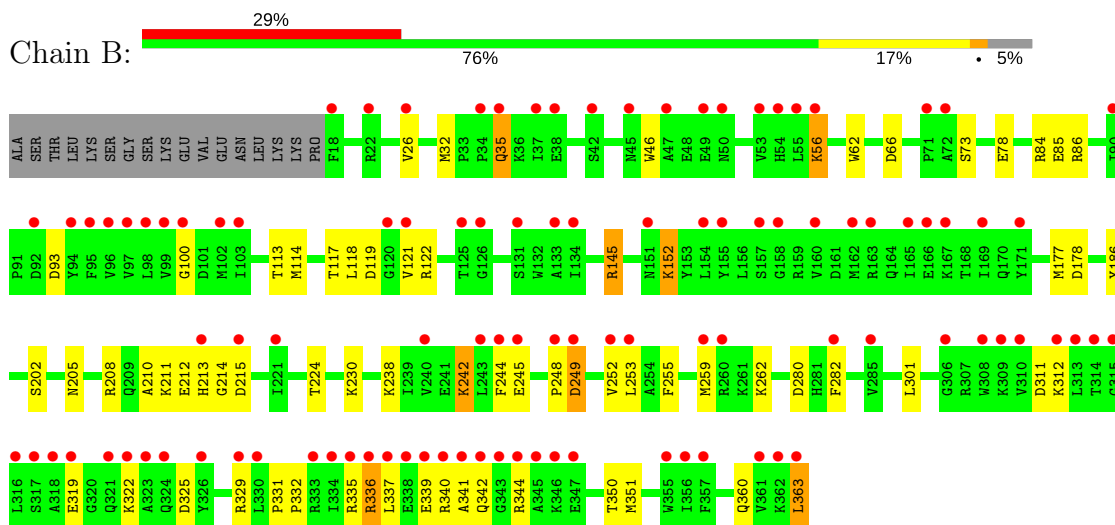 29%
Chain B:
76% 17% • 5%
ALA SER THR LEU LYS SER GLY SER LYS GLU VAL GLU ASN LEU LYS LYS PRO F18 R22 V26 M32 P33 P34 Q35 K36 I37 E38 S42 N45 W46 A47 E48 E49 N50 V53 H54 L55 K56 W62 D66 P71 A72 S73 E78 R84 E85 R86 I90
P91 D92 D93 Y94 F95 V96 V97 L98 V99 G100 D101 M102 I103 T113 M114 T117 L118 D119 G120 V121 R122 T125 G126 S131 W132 A133 I134 R145 N151 K152 Y153 L154 Y155 L156 S157 G158 R159 V160 D161 M162 R163 Q164 I165 E166 K167 T168 I169 Q170 Y171 M177 D178 Y186
S202 N205 R208 Q209 A210 K211 E212 H213 G214 D215 I221 T224 K230 K238 I239 V240 E241 K242 L243 F244 E245 P248 D249 V252 L253 A254 F255 M259 R260 K261 K262 D280 H281 F282 V285 L301 G306 R307 W308 K309 V310 D311 K312 L313 T314 G315
L316 S317 A318 E319 G320 Q321 K322 A323 Q324 D325 Y326 R329 L330 P331 P332 R333 I334 R335 R336 L337 E338 E339 R340 A341 Q342 G343 R344 A345 K346 E347 T350 M351 W355 I356 F357 Q360 V361 K362 L363